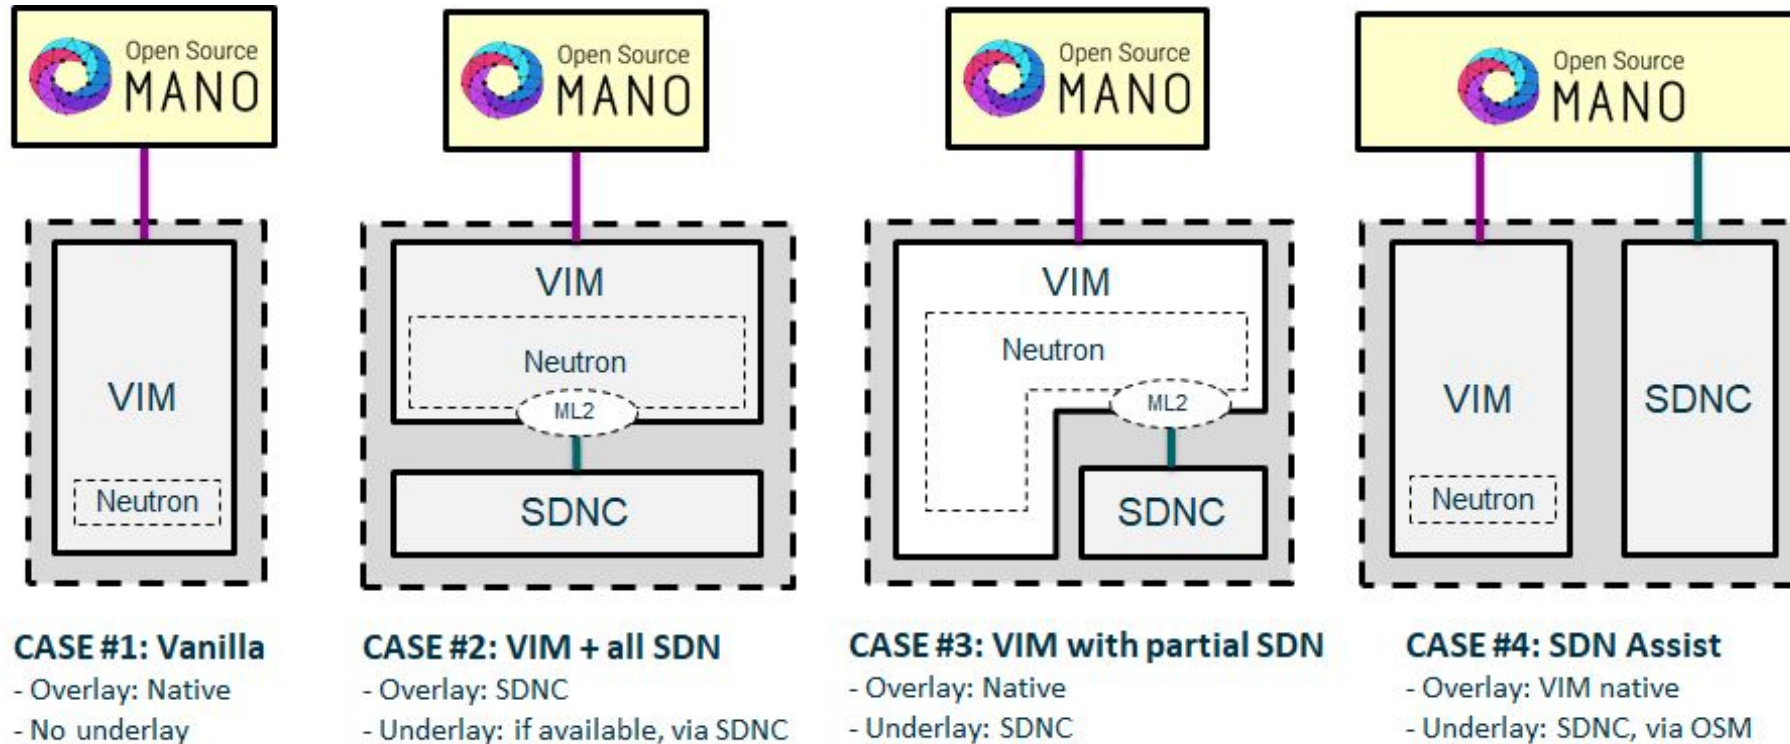 Open Source
MANO
VIM
Neutron
CASE #1: Vanilla
- Overlay: Native
- No underlay
Open Source
MANO
VIM
Neutron
ML2
SDNC
CASE #2: VIM + all SDN
- Overlay: SDNC
- Underlay: if available, via SDNC
Open Source
MANO
VIM
Neutron
ML2
SDNC
CASE #3: VIM with partial SDN
- Overlay: Native
- Underlay: SDNC
Open Source
MANO
VIM
Neutron
SDNC
CASE #4: SDN Assist
- Overlay: VIM native
- Underlay: SDNC, via OSM